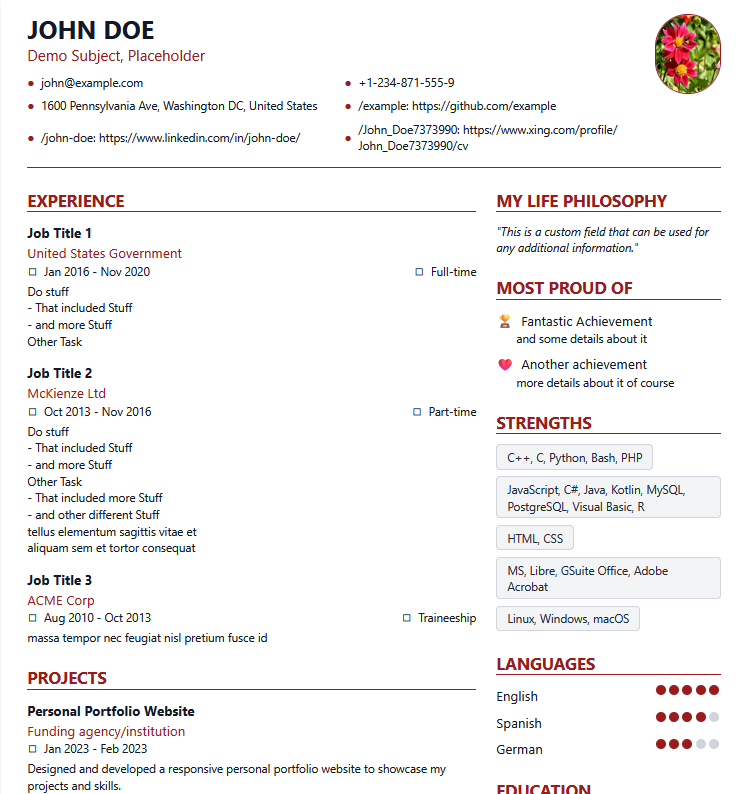 JOHN DOE
Demo Subject, Placeholder
john@example.com
+1-234-871-555-9
1600 Pennsylvania Ave, Washington DC, United States
/example: https://github.com/example
/john-doe: https://www.linkedin.com/in/john-doe/
/John_Doe7373990: https://www.xing.com/profile/
John_Doe7373990/cv
EXPERIENCE
Job Title 1
United States Government
Jan 2016 - Nov 2020
Full-time
Do stuff
- That included Stuff
- and more Stuff
Other Task
Job Title 2
McKienze Ltd
Oct 2013 - Nov 2016
Part-time
Do stuff
- That included Stuff
- and more Stuff
Other Task
- That included more Stuff
- and other different Stuff
tellus elementum sagittis vitae et
aliquam sem et tortor consequat
Job Title 3
ACME Corp
Aug 2010 - Oct 2013
Traineeship
massa tempor nec feugiat nisl pretium fusce id
PROJECTS
Personal Portfolio Website
Funding agency/institution
Jan 2023 - Feb 2023
Designed and developed a responsive personal portfolio website to showcase my
projects and skills.
MY LIFE PHILOSOPHY
"This is a custom field that can be used for
any additional information."
MOST PROUD OF
Fantastic Achievement
and some details about it
Another achievement
more details about it of course
STRENGTHS
C++, C, Python, Bash, PHP
JavaScript, C#, Java, Kotlin, MySQL,
PostgreSQL, Visual Basic, R
HTML, CSS
MS, Libre, GSuite Office, Adobe
Acrobat
Linux, Windows, macOS
LANGUAGES
English
Spanish
German
EDUCATION